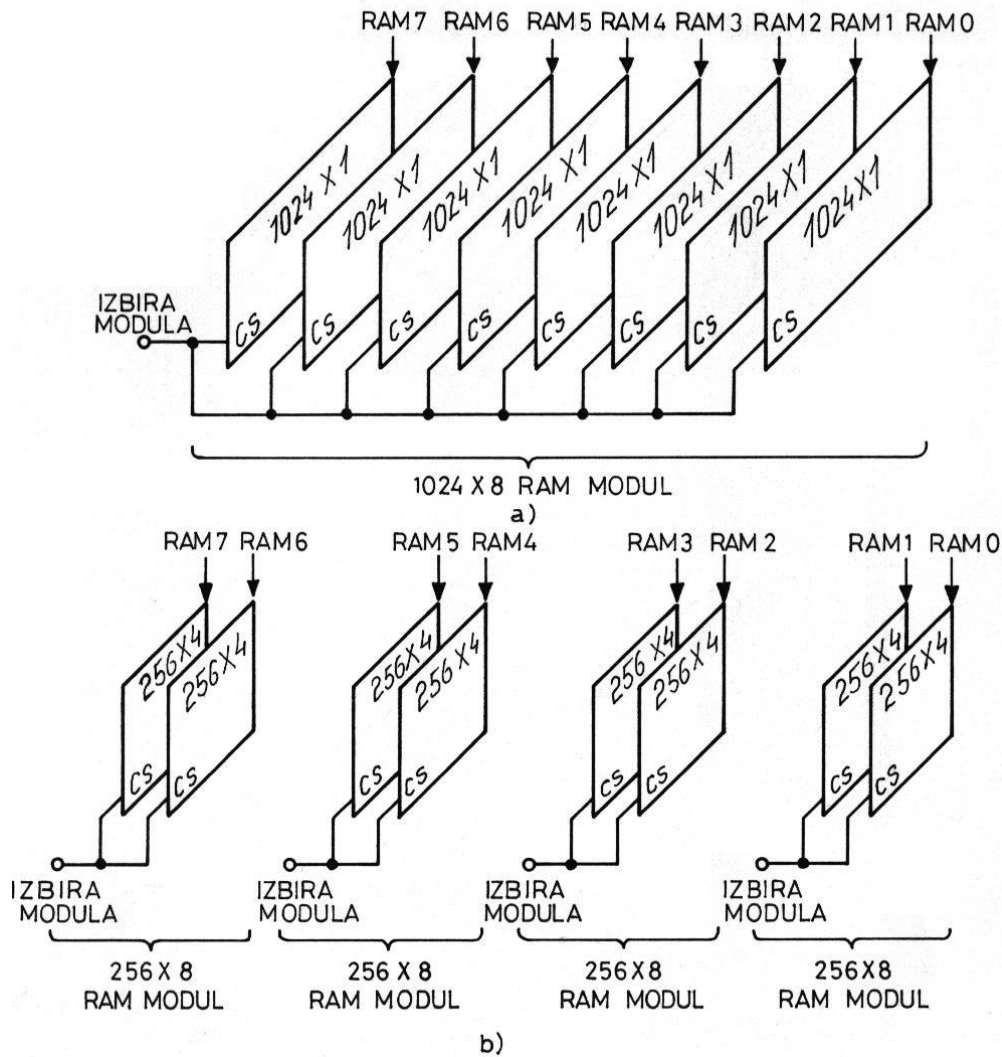 RAM7 RAM6 RAM5 RAM4 RAM3 RAM2 RAM1 RAM0
1024 X 1 1024 X 1 1024 X 1 1024 X 1 1024 X 1 1024 X 1 1024 X 1 1024 X 1
IZBIRA
MODULA
CS CS CS CS CS CS CS CS
1024 X 8 RAM MODUL
a)
RAM7 RAM6 RAM5 RAM4 RAM3 RAM2 RAM1 RAM0
256 X 4 256 X 4 256 X 4 256 X 4 256 X 4 256 X 4 256 X 4 256 X 4
CS CS CS CS CS CS CS CS
IZBIRA
MODULA
IZBIRA
MODULA
IZBIRA
MODULA
IZBIRA
MODULA
256 X 8
RAM MODUL
256 X 8
RAM MODUL
256 X 8
RAM MODUL
256 X 8
RAM MODUL
b)